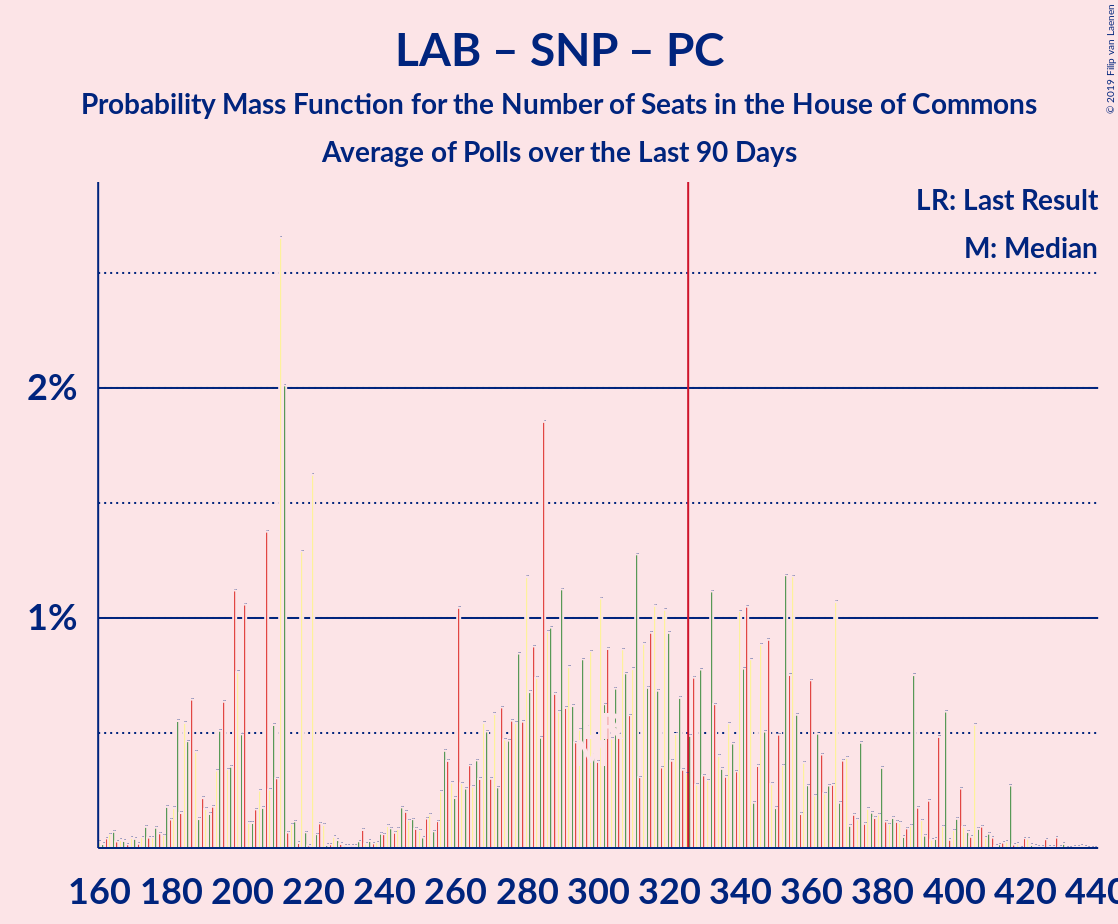 LAB – SNP – PC
Probability Mass Function for the Number of Seats in the House of Commons
Average of Polls over the Last 90 Days
© 2019 Filip van Laenen
LR: Last Result
M: Median
2%
1%
160 180 200 220 240 260 280 300 320 340 360 380 400 420 440